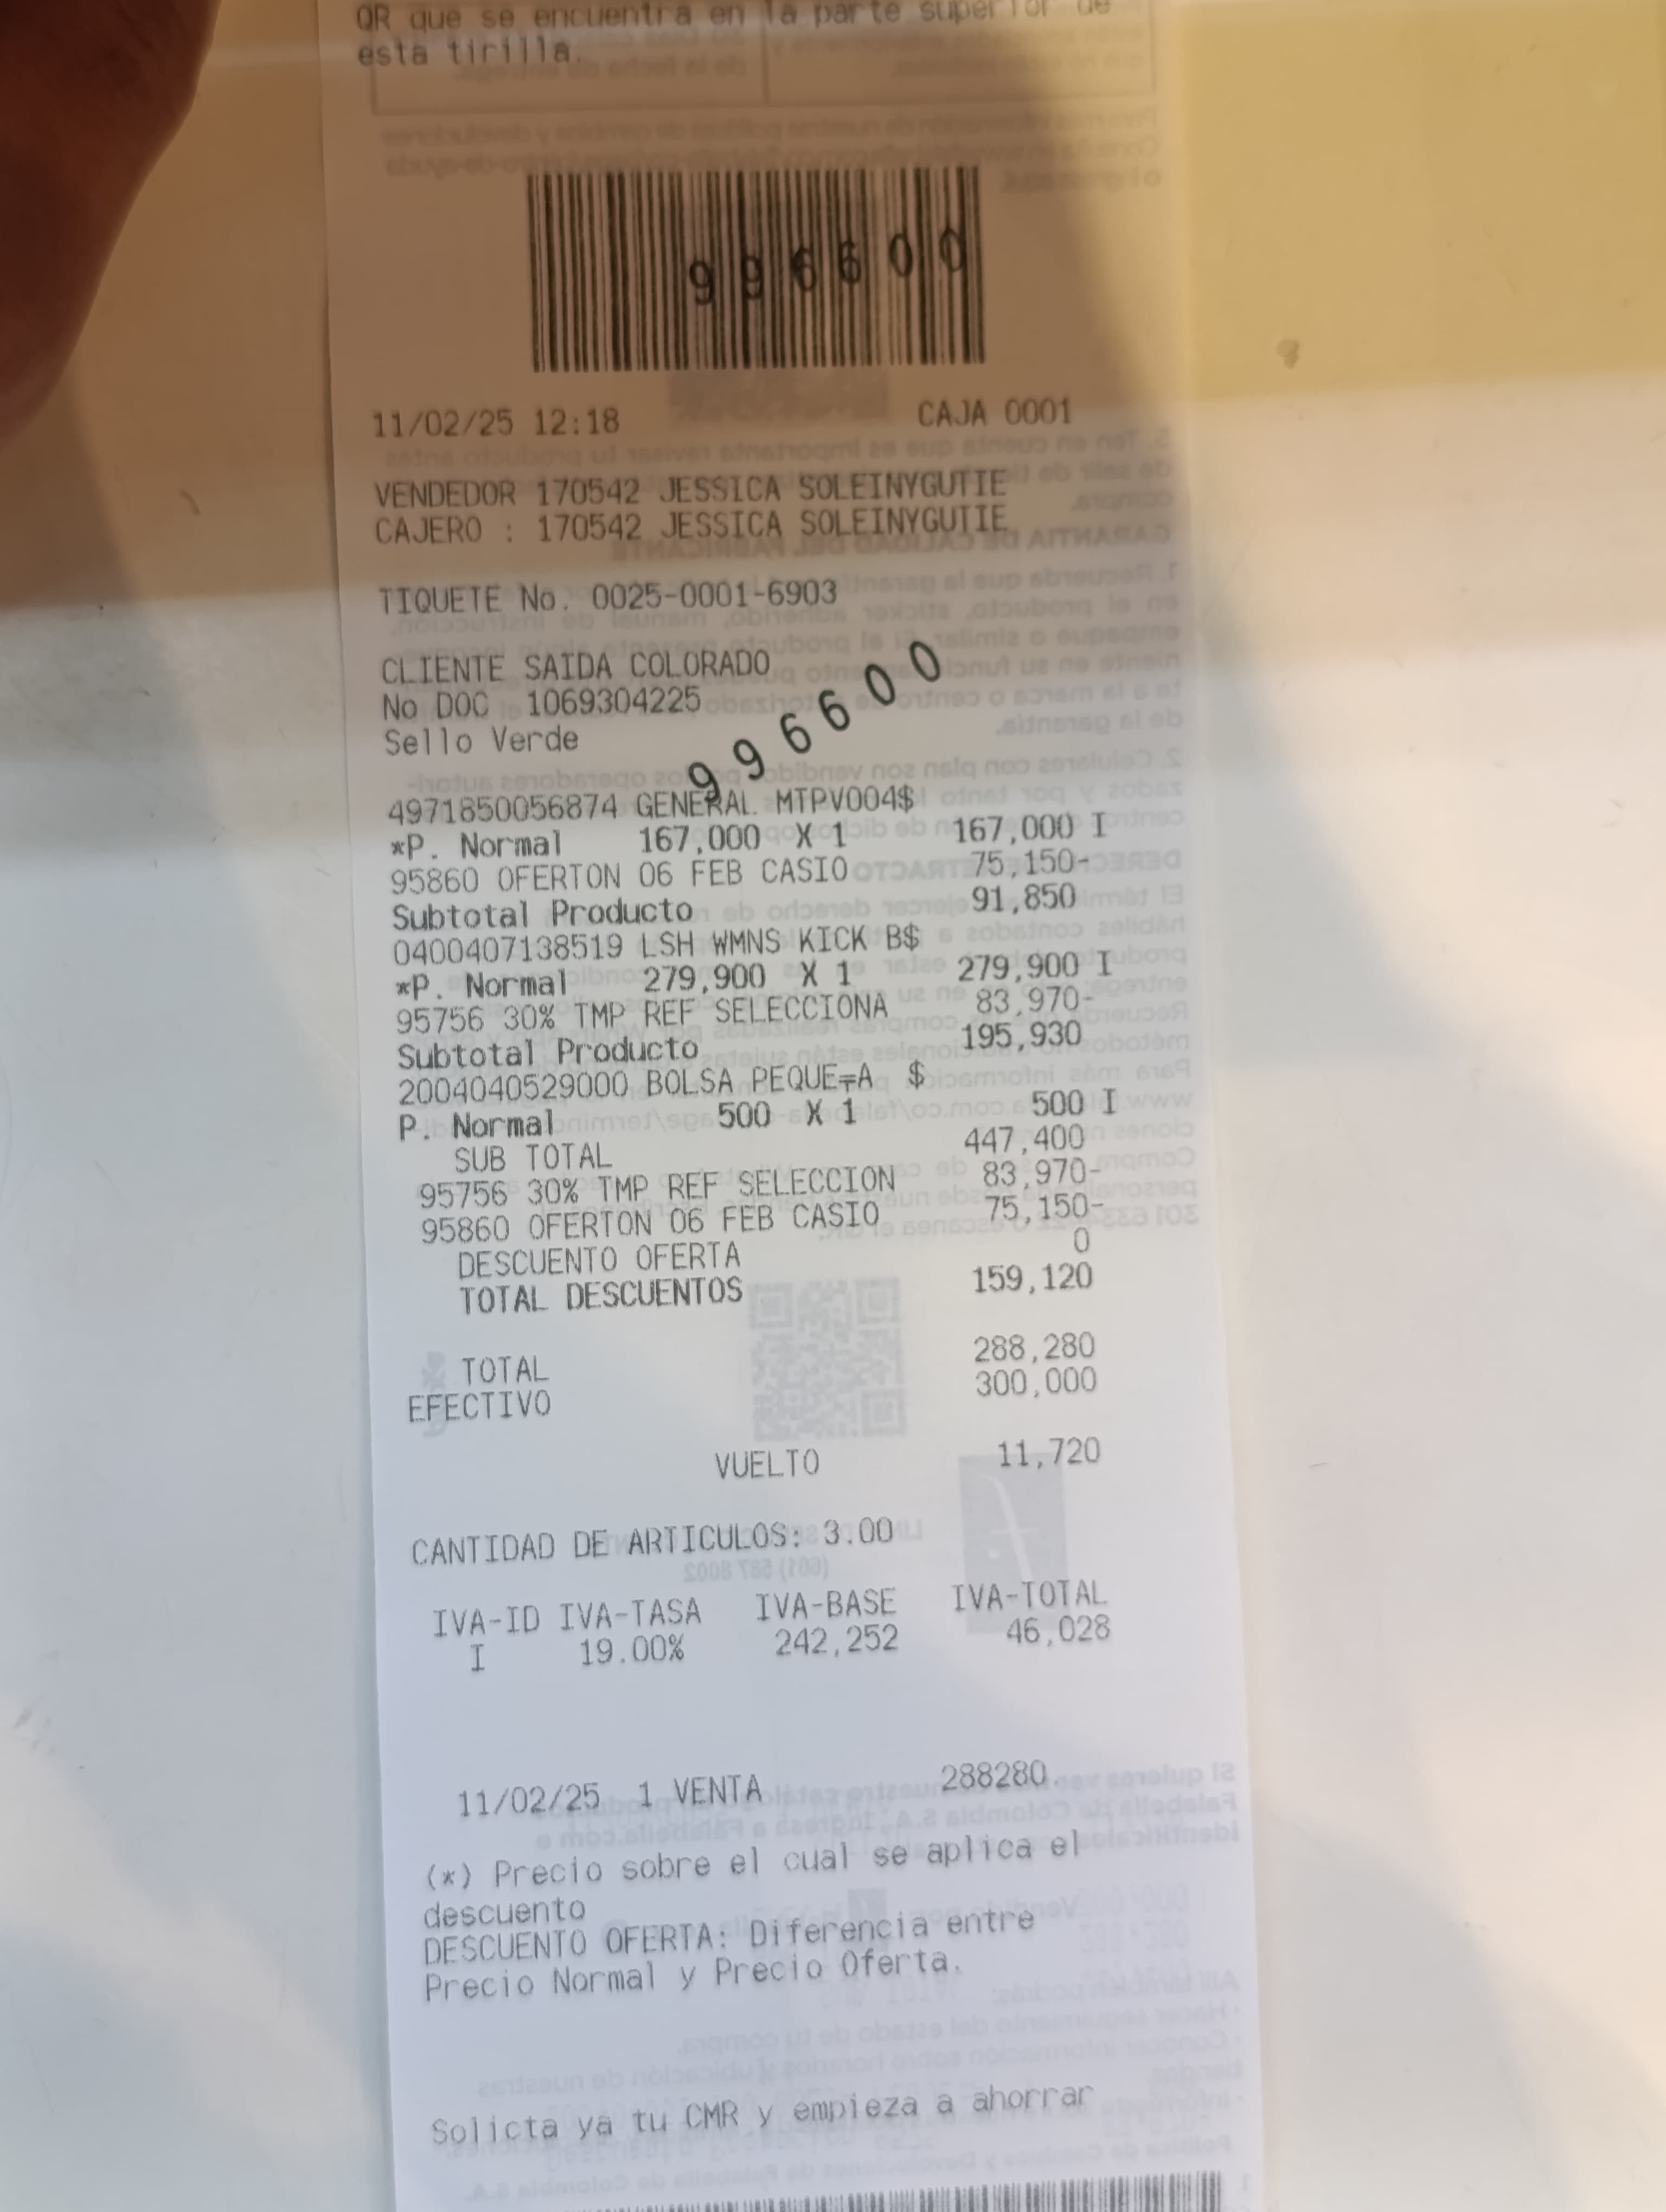 QR que se encuentra en la parte superior de
esta tirilla.
996600
11/02/25 12:18 CAJA 0001
VENDEDOR 170542 JESSICA SOLEINYGUTIE
CAJERO : 170542 JESSICA SOLEINYGUTIE
TIQUETE No. 0025-0001-6903
CLIENTE SAIDA COLORADO
No DOC 1069304225
Sello Verde
996600
4971850056874 GENERAL MTPV004$
*P. Normal 167,000 X 1 167,000 I
95860 OFERTON 06 FEB CASIO 75,150-
Subtotal Producto 91,850
0400407138519 LSH WMNS KICK B$
*P. Normal 279,900 X 1 279,900 I
95756 30% TMP REF SELECCIONA 83,970-
Subtotal Producto 195,930
2004040529000 BOLSA PEQUE╤A $
P. Normal 500 X 1 500 I
SUB TOTAL 447,400
95756 30% TMP REF SELECCION 83,970-
95860 OFERTON 06 FEB CASIO 75,150-
DESCUENTO OFERTA 0
TOTAL DESCUENTOS 159,120
TOTAL 288,280
EFECTIVO 300,000
VUELTO 11,720
CANTIDAD DE ARTICULOS: 3.00
IVA-ID IVA-TASA IVA-BASE IVA-TOTAL
I 19.00% 242,252 46,028
11/02/25 1 VENTA 288280.
(*) Precio sobre el cual se aplica el
descuento
DESCUENTO OFERTA: Diferencia entre
Precio Normal y Precio Oferta.
Solicta ya tu CMR y empieza a ahorrar